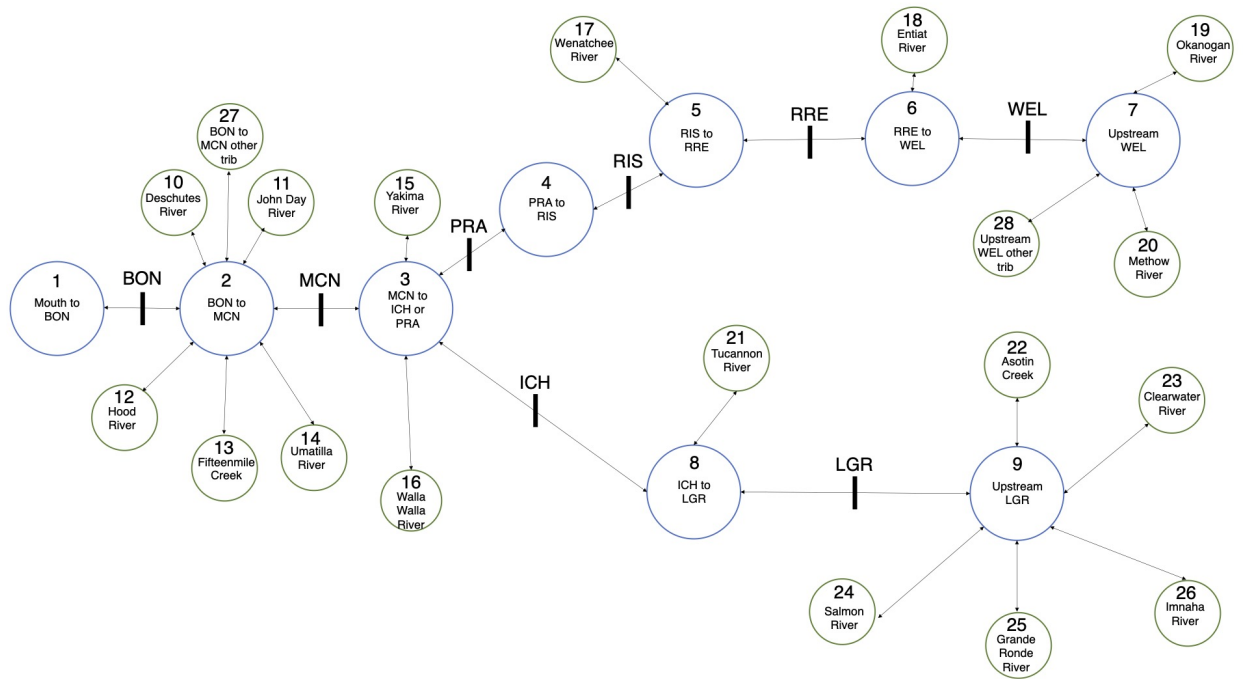 17
Wenatchee
River
18
Entiat
River
19
Okanogan
River
27
BON to
MCN other
trib
5
RIS to
RRE
RRE
6
RRE to
WEL
WEL
7
Upstream
WEL
10
Deschutes
River
11
John Day
River
15
Yakima
River
4
PRA to
RIS
RIS
PRA
28
Upstream
WEL other
trib
20
Methow
River
1
Mouth to
BON
BON
2
BON to
MCN
MCN
3
MCN to
ICH or
PRA
12
Hood
River
13
Fifteenmile
Creek
14
Umatilla
River
16
Walla
Walla
River
ICH
21
Tucannon
River
22
Asotin
Creek
23
Clearwater
River
8
ICH to
LGR
LGR
9
Upstream
LGR
24
Salmon
River
25
Grande
Ronde
River
26
Imnaha
River